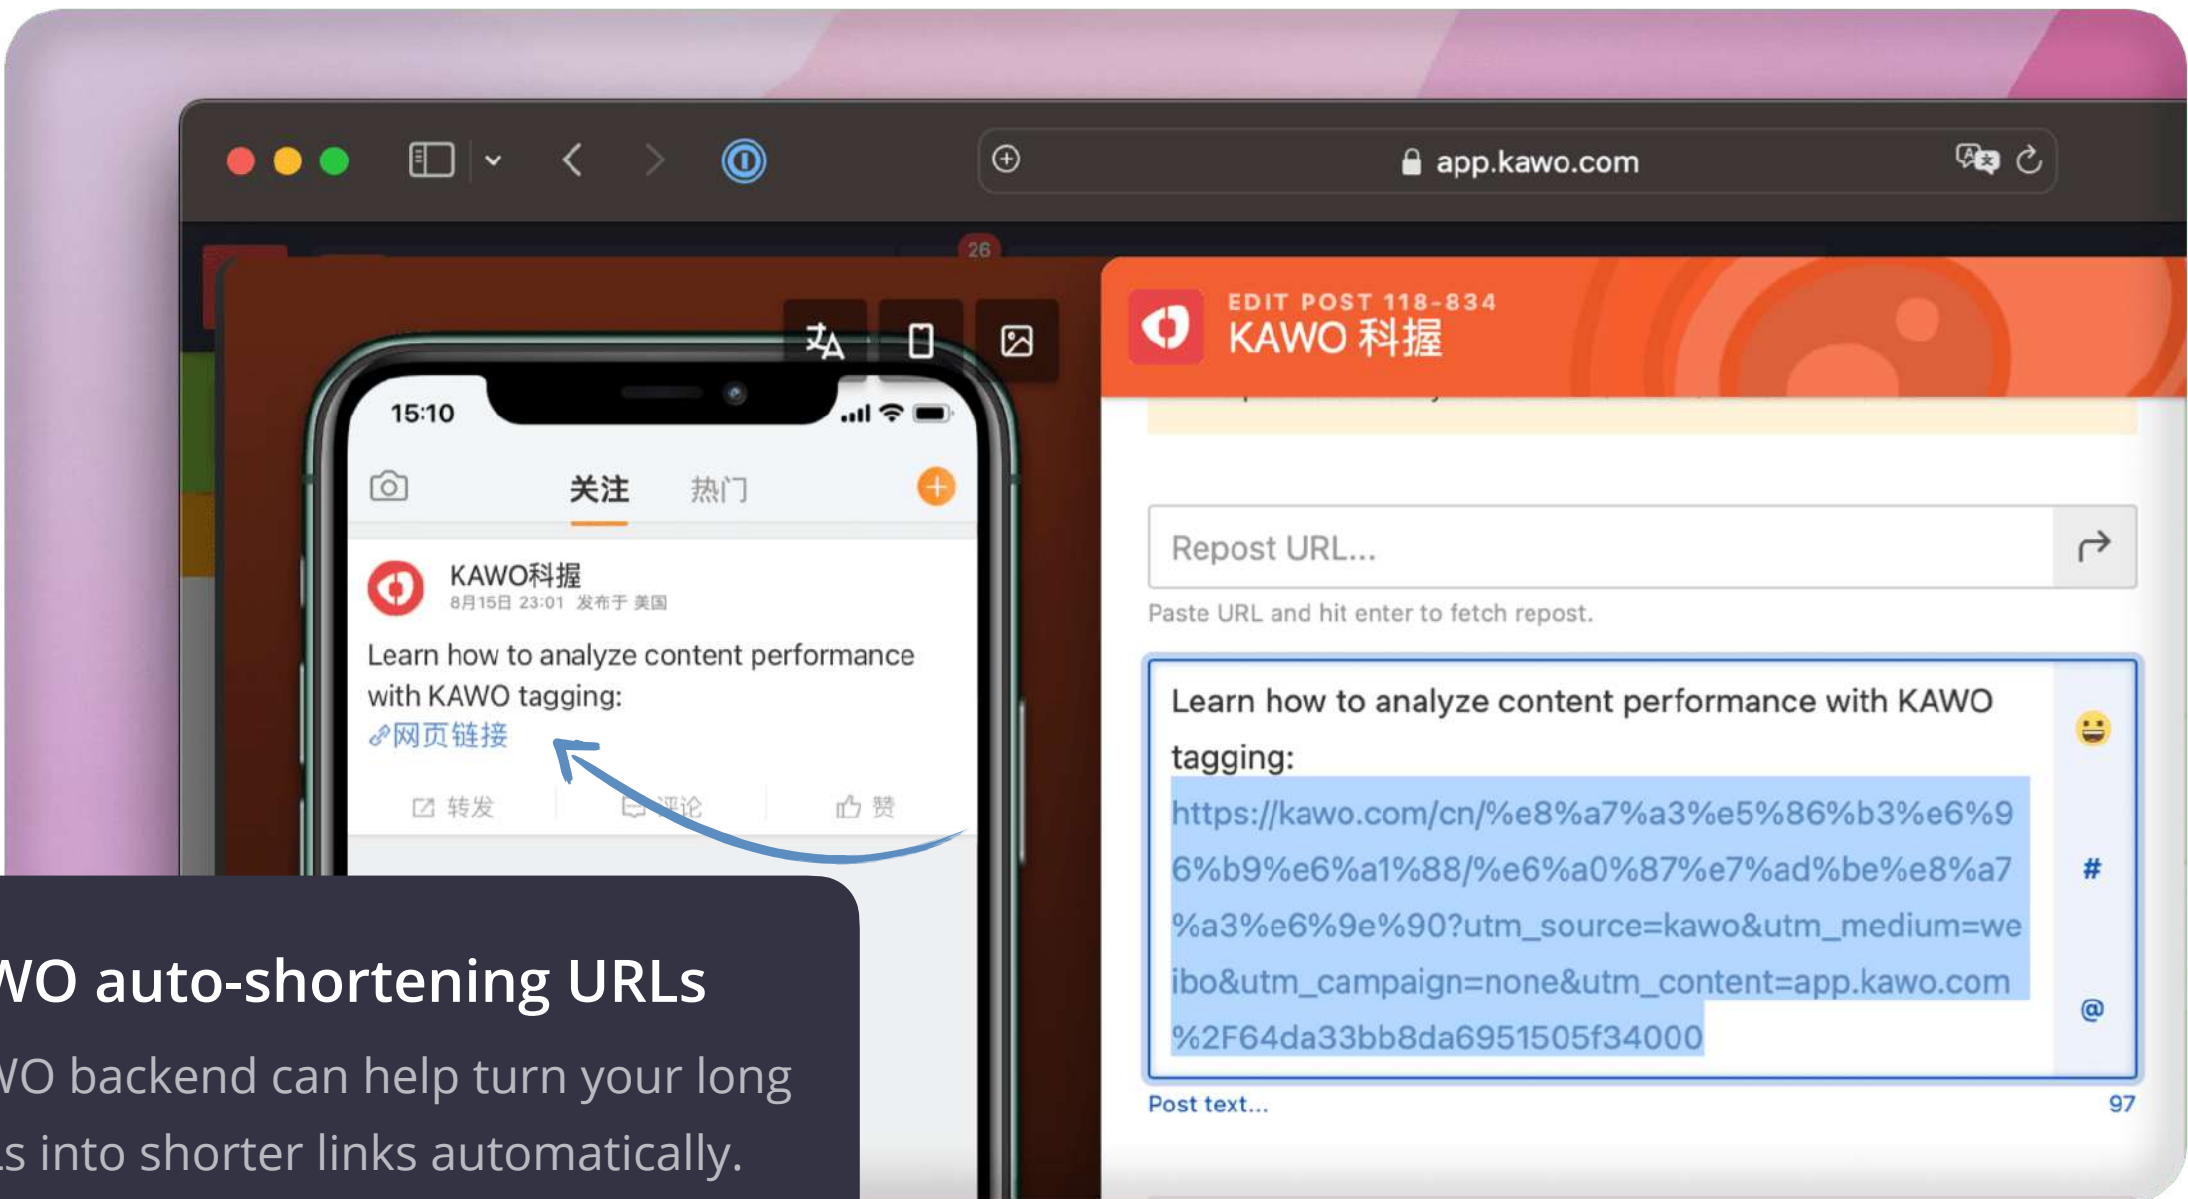 app.kawo.com
26
EDIT POST 118-834
KAWO 科握
15:10
关注 热门
KAWO科握
8月15日 23:01 发布于 美国
Learn how to analyze content performance
with KAWO tagging:
网页链接
转发 评论 赞
Repost URL...
Paste URL and hit enter to fetch repost.
Learn how to analyze content performance with KAWO
tagging:
https://kawo.com/cn/%e8%a7%a3%e5%86%b3%e6%9
6%b9%e6%a1%88/%e6%a0%87%e7%ad%be%e8%a7
%a3%e6%9e%90?utm_source=kawo&utm_medium=we
ibo&utm_campaign=none&utm_content=app.kawo.com
%2F64da33bb8da6951505f34000
#
@
Post text... 97
WO auto-shortening URLs
WO backend can help turn your long
s into shorter links automatically.